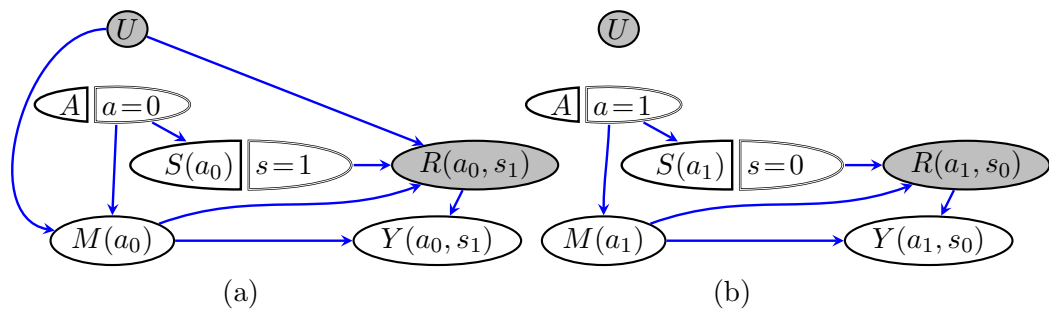 U U
A a=0 A a=1
S(a₀) s=1 R(a₀, s₁) S(a₁) s=0 R(a₁, s₀)
M(a₀) Y(a₀, s₁) M(a₁) Y(a₁, s₀)
(a) (b)